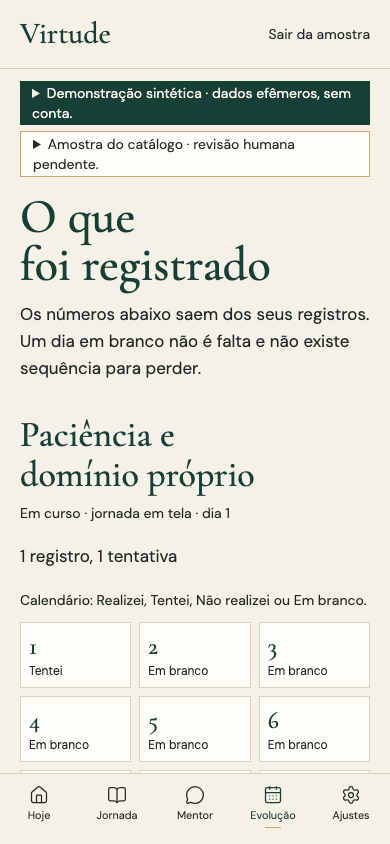 Virtude
Sair da amostra
▶ Demonstração sintética · dados efêmeros, sem
conta.
▶ Amostra do catálogo · revisão humana
pendente.
O que
foi registrado
Os números abaixo saem dos seus registros.
Um dia em branco não é falta e não existe
sequência para perder.
Paciência e
domínio próprio
Em curso · jornada em tela · dia 1
1 registro, 1 tentativa
Calendário: Realizei, Tentei, Não realizei ou Em branco.
1
Tentei
2
Em branco
3
Em branco
4
Em branco
5
Em branco
6
Em branco
Hoje
Jornada
Mentor
Evolução
Ajustes